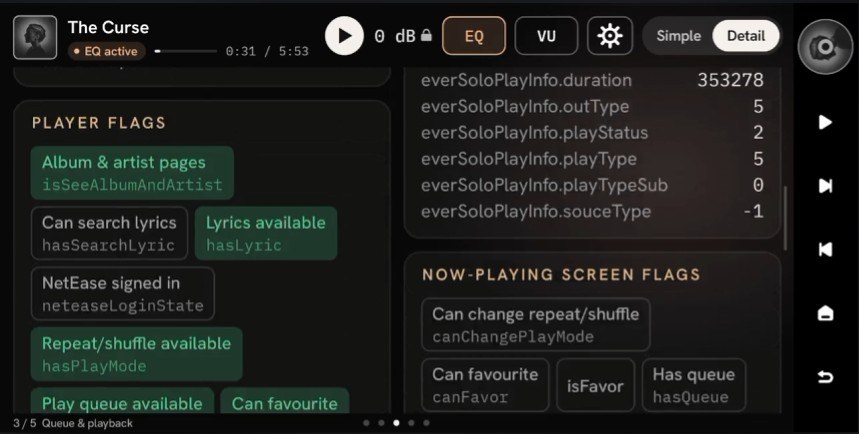 The Curse
EQ active
0:31 / 5:53
0 dB
EQ
VU
Simple
Detail
PLAYER FLAGS
Album & artist pages
isSeeAlbumAndArtist
Can search lyrics
hasSearchLyric
Lyrics available
hasLyric
NetEase signed in
neteaseLoginState
Repeat/shuffle available
hasPlayMode
Play queue available
Can favourite
everSoloPlayInfo.duration 353278
everSoloPlayInfo.outType 5
everSoloPlayInfo.playStatus 2
everSoloPlayInfo.playType 5
everSoloPlayInfo.playTypeSub 0
everSoloPlayInfo.souceType -1
NOW-PLAYING SCREEN FLAGS
Can change repeat/shuffle
canChangePlayMode
Can favourite
canFavor
isFavor
Has queue
hasQueue
3/5 Queue & playback